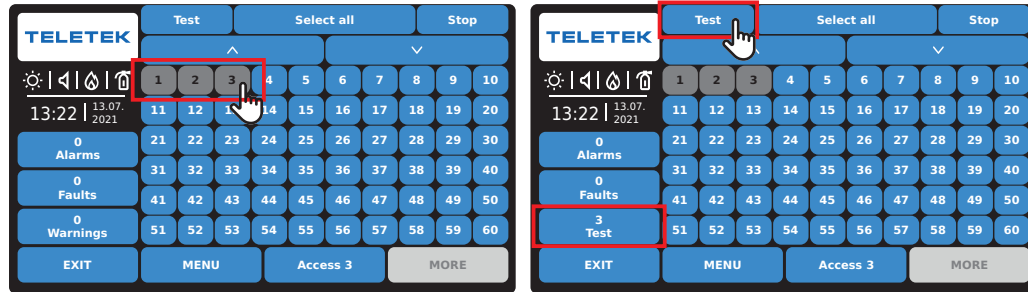 TELETEK
Test Select all Stop
1 2 3 4 5 6 7 8 9 10
13:22 13.07. 2021
11 12 14 15 16 17 18 19 20
0 Alarms
21 22 23 24 25 26 27 28 29 30
31 32 33 34 35 36 37 38 39 40
0 Faults
41 42 43 44 45 46 47 48 49 50
0 Warnings
51 52 53 54 55 56 57 58 59 60
EXIT MENU Access 3 MORE
TELETEK
Test Select all Stop
1 2 3 4 5 6 7 8 9 10
13:22 13.07. 2021
11 12 13 14 15 16 17 18 19 20
0 Alarms
21 22 23 24 25 26 27 28 29 30
31 32 33 34 35 36 37 38 39 40
0 Faults
41 42 43 44 45 46 47 48 49 50
3 Test
51 52 53 54 55 56 57 58 59 60
EXIT MENU Access 3 MORE